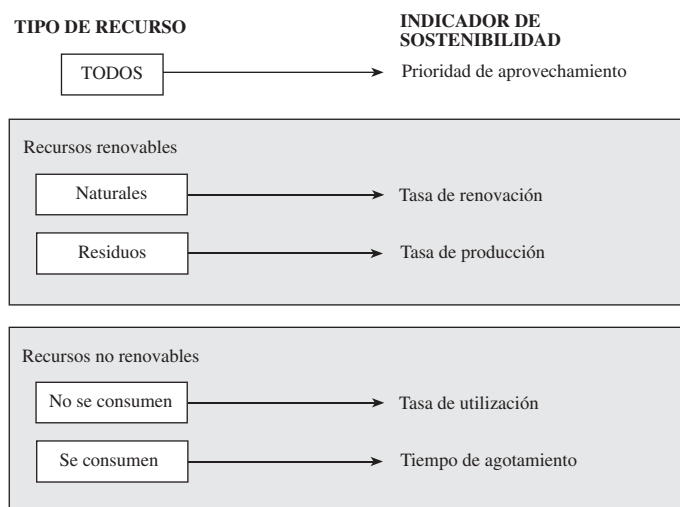 TIPO DE RECURSO
INDICADOR DE
SOSTENIBILIDAD
TODOS
Prioridad de aprovechamiento
Recursos renovables
Naturales
Tasa de renovación
Residuos
Tasa de producción
Recursos no renovables
No se consumen
Tasa de utilización
Se consumen
Tiempo de agotamiento